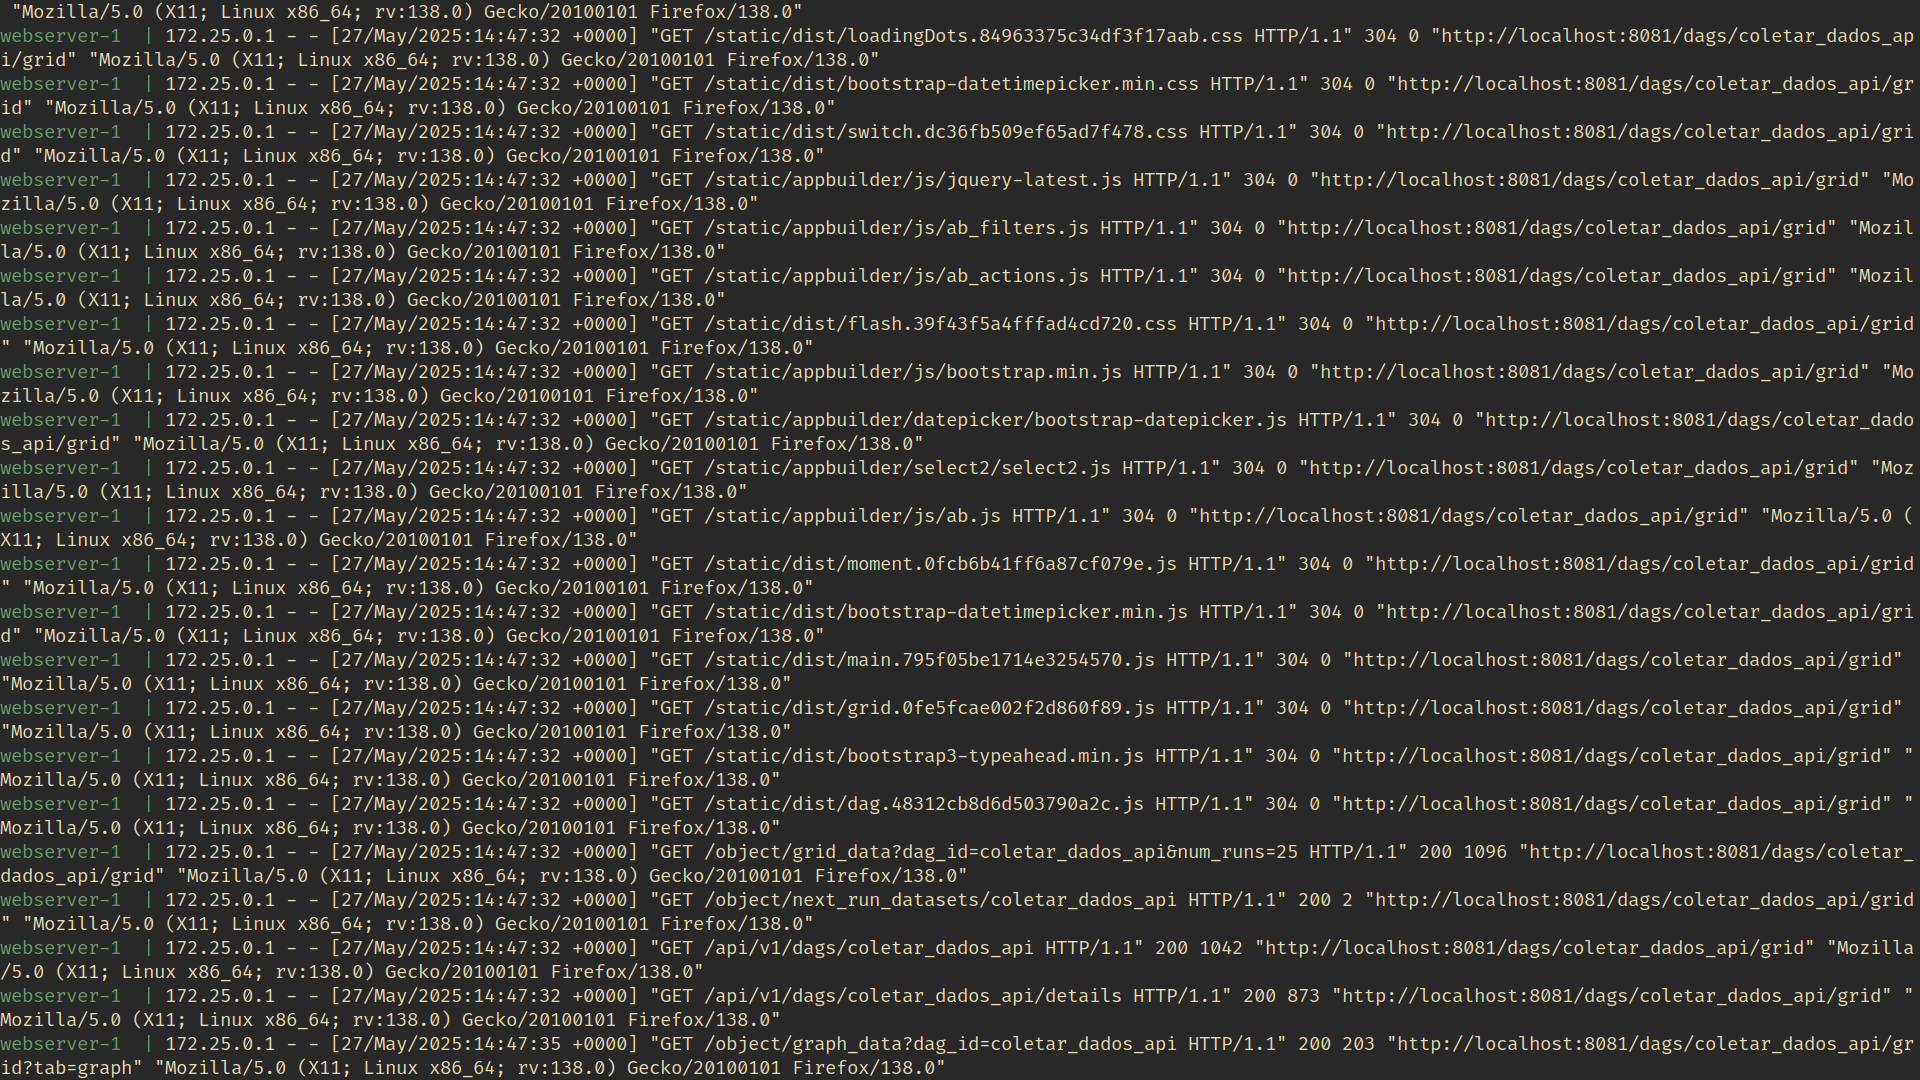 "Mozilla/5.0 (X11; Linux x86_64; rv:138.0) Gecko/20100101 Firefox/138.0"
webserver-1  | 172.25.0.1 - - [27/May/2025:14:47:32 +0000] "GET /static/dist/loadingDots.84963375c34df3f17aab.css HTTP/1.1" 304 0 "http://localhost:8081/dags/coletar_dados_ap
i/grid" "Mozilla/5.0 (X11; Linux x86_64; rv:138.0) Gecko/20100101 Firefox/138.0"
webserver-1  | 172.25.0.1 - - [27/May/2025:14:47:32 +0000] "GET /static/dist/bootstrap-datetimepicker.min.css HTTP/1.1" 304 0 "http://localhost:8081/dags/coletar_dados_api/gr
id" "Mozilla/5.0 (X11; Linux x86_64; rv:138.0) Gecko/20100101 Firefox/138.0"
webserver-1  | 172.25.0.1 - - [27/May/2025:14:47:32 +0000] "GET /static/dist/switch.dc36fb509ef65ad7f478.css HTTP/1.1" 304 0 "http://localhost:8081/dags/coletar_dados_api/gri
d" "Mozilla/5.0 (X11; Linux x86_64; rv:138.0) Gecko/20100101 Firefox/138.0"
webserver-1  | 172.25.0.1 - - [27/May/2025:14:47:32 +0000] "GET /static/appbuilder/js/jquery-latest.js HTTP/1.1" 304 0 "http://localhost:8081/dags/coletar_dados_api/grid" "Mo
zilla/5.0 (X11; Linux x86_64; rv:138.0) Gecko/20100101 Firefox/138.0"
webserver-1  | 172.25.0.1 - - [27/May/2025:14:47:32 +0000] "GET /static/appbuilder/js/ab_filters.js HTTP/1.1" 304 0 "http://localhost:8081/dags/coletar_dados_api/grid" "Mozil
la/5.0 (X11; Linux x86_64; rv:138.0) Gecko/20100101 Firefox/138.0"
webserver-1  | 172.25.0.1 - - [27/May/2025:14:47:32 +0000] "GET /static/appbuilder/js/ab_actions.js HTTP/1.1" 304 0 "http://localhost:8081/dags/coletar_dados_api/grid" "Mozil
la/5.0 (X11; Linux x86_64; rv:138.0) Gecko/20100101 Firefox/138.0"
webserver-1  | 172.25.0.1 - - [27/May/2025:14:47:32 +0000] "GET /static/dist/flash.39f43f5a4fffad4cd720.css HTTP/1.1" 304 0 "http://localhost:8081/dags/coletar_dados_api/grid
" "Mozilla/5.0 (X11; Linux x86_64; rv:138.0) Gecko/20100101 Firefox/138.0"
webserver-1  | 172.25.0.1 - - [27/May/2025:14:47:32 +0000] "GET /static/appbuilder/js/bootstrap.min.js HTTP/1.1" 304 0 "http://localhost:8081/dags/coletar_dados_api/grid" "Mo
zilla/5.0 (X11; Linux x86_64; rv:138.0) Gecko/20100101 Firefox/138.0"
webserver-1  | 172.25.0.1 - - [27/May/2025:14:47:32 +0000] "GET /static/appbuilder/datepicker/bootstrap-datepicker.js HTTP/1.1" 304 0 "http://localhost:8081/dags/coletar_dado
s_api/grid" "Mozilla/5.0 (X11; Linux x86_64; rv:138.0) Gecko/20100101 Firefox/138.0"
webserver-1  | 172.25.0.1 - - [27/May/2025:14:47:32 +0000] "GET /static/appbuilder/select2/select2.js HTTP/1.1" 304 0 "http://localhost:8081/dags/coletar_dados_api/grid" "Moz
illa/5.0 (X11; Linux x86_64; rv:138.0) Gecko/20100101 Firefox/138.0"
webserver-1  | 172.25.0.1 - - [27/May/2025:14:47:32 +0000] "GET /static/appbuilder/js/ab.js HTTP/1.1" 304 0 "http://localhost:8081/dags/coletar_dados_api/grid" "Mozilla/5.0 (
X11; Linux x86_64; rv:138.0) Gecko/20100101 Firefox/138.0"
webserver-1  | 172.25.0.1 - - [27/May/2025:14:47:32 +0000] "GET /static/dist/moment.0fcb6b41ff6a87cf079e.js HTTP/1.1" 304 0 "http://localhost:8081/dags/coletar_dados_api/grid
" "Mozilla/5.0 (X11; Linux x86_64; rv:138.0) Gecko/20100101 Firefox/138.0"
webserver-1  | 172.25.0.1 - - [27/May/2025:14:47:32 +0000] "GET /static/dist/bootstrap-datetimepicker.min.js HTTP/1.1" 304 0 "http://localhost:8081/dags/coletar_dados_api/gri
d" "Mozilla/5.0 (X11; Linux x86_64; rv:138.0) Gecko/20100101 Firefox/138.0"
webserver-1  | 172.25.0.1 - - [27/May/2025:14:47:32 +0000] "GET /static/dist/main.795f05be1714e3254570.js HTTP/1.1" 304 0 "http://localhost:8081/dags/coletar_dados_api/grid"
"Mozilla/5.0 (X11; Linux x86_64; rv:138.0) Gecko/20100101 Firefox/138.0"
webserver-1  | 172.25.0.1 - - [27/May/2025:14:47:32 +0000] "GET /static/dist/grid.0fe5fcae002f2d860f89.js HTTP/1.1" 304 0 "http://localhost:8081/dags/coletar_dados_api/grid"
"Mozilla/5.0 (X11; Linux x86_64; rv:138.0) Gecko/20100101 Firefox/138.0"
webserver-1  | 172.25.0.1 - - [27/May/2025:14:47:32 +0000] "GET /static/dist/bootstrap3-typeahead.min.js HTTP/1.1" 304 0 "http://localhost:8081/dags/coletar_dados_api/grid" "
Mozilla/5.0 (X11; Linux x86_64; rv:138.0) Gecko/20100101 Firefox/138.0"
webserver-1  | 172.25.0.1 - - [27/May/2025:14:47:32 +0000] "GET /static/dist/dag.48312cb8d6d503790a2c.js HTTP/1.1" 304 0 "http://localhost:8081/dags/coletar_dados_api/grid" "
Mozilla/5.0 (X11; Linux x86_64; rv:138.0) Gecko/20100101 Firefox/138.0"
webserver-1  | 172.25.0.1 - - [27/May/2025:14:47:32 +0000] "GET /object/grid_data?dag_id=coletar_dados_api&num_runs=25 HTTP/1.1" 200 1096 "http://localhost:8081/dags/coletar_
dados_api/grid" "Mozilla/5.0 (X11; Linux x86_64; rv:138.0) Gecko/20100101 Firefox/138.0"
webserver-1  | 172.25.0.1 - - [27/May/2025:14:47:32 +0000] "GET /object/next_run_datasets/coletar_dados_api HTTP/1.1" 200 2 "http://localhost:8081/dags/coletar_dados_api/grid
" "Mozilla/5.0 (X11; Linux x86_64; rv:138.0) Gecko/20100101 Firefox/138.0"
webserver-1  | 172.25.0.1 - - [27/May/2025:14:47:32 +0000] "GET /api/v1/dags/coletar_dados_api HTTP/1.1" 200 1042 "http://localhost:8081/dags/coletar_dados_api/grid" "Mozilla
/5.0 (X11; Linux x86_64; rv:138.0) Gecko/20100101 Firefox/138.0"
webserver-1  | 172.25.0.1 - - [27/May/2025:14:47:32 +0000] "GET /api/v1/dags/coletar_dados_api/details HTTP/1.1" 200 873 "http://localhost:8081/dags/coletar_dados_api/grid" "
Mozilla/5.0 (X11; Linux x86_64; rv:138.0) Gecko/20100101 Firefox/138.0"
webserver-1  | 172.25.0.1 - - [27/May/2025:14:47:35 +0000] "GET /object/graph_data?dag_id=coletar_dados_api HTTP/1.1" 200 203 "http://localhost:8081/dags/coletar_dados_api/gr
id?tab=graph" "Mozilla/5.0 (X11; Linux x86_64; rv:138.0) Gecko/20100101 Firefox/138.0"